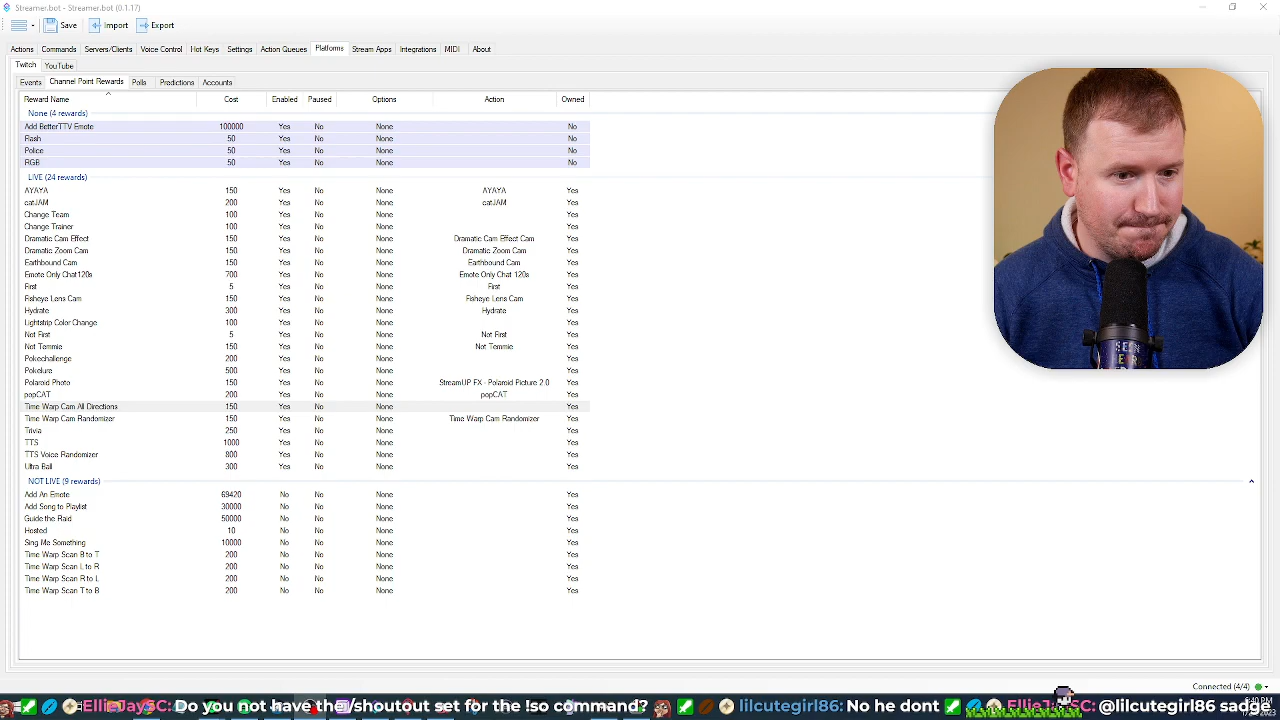 Streamer.bot - Streamer.bot (0.1.17)
Save Import Export
Actions Commands Servers/Clients Voice Control Hot Keys Settings Action Queues Platforms Stream Apps Integrations MIDI About
Twitch YouTube
Events Channel Point Rewards Polls Predictions Accounts
Reward Name Cost Enabled Paused Options Action Owned
None (4 rewards)
Add BetterTTV Emote 100000 Yes No None No
Flash 50 Yes No None No
Police 50 Yes No None No
RGB 50 Yes No None No
LIVE (24 rewards)
AYAYA 150 Yes No None AYAYA Yes
catJAM 200 Yes No None catJAM Yes
Change Team 100 Yes No None Yes
Change Trainer 100 Yes No None Yes
Dramatic Cam Effect 150 Yes No None Dramatic Cam Effect Cam Yes
Dramatic Zoom Cam 150 Yes No None Dramatic Zoom Cam Yes
Earthbound Cam 150 Yes No None Earthbound Cam Yes
Emote Only Chat120s 700 Yes No None Emote Only Chat 120s Yes
First 5 Yes No None First Yes
Fisheye Lens Cam 150 Yes No None Fisheye Lens Cam Yes
Hydrate 300 Yes No None Hydrate Yes
Lightstrip Color Change 100 Yes No None Yes
Not First 5 Yes No None Not First Yes
Not Temmie 150 Yes No None Not Temmie Yes
Pokechallenge 200 Yes No None Yes
Pokelure 500 Yes No None Yes
Polaroid Photo 150 Yes No None StreamUP FX - Polaroid Picture 2.0 Yes
popCAT 200 Yes No None popCAT Yes
Time Warp Cam All Directions 150 Yes No None Yes
Time Warp Cam Randomizer 150 Yes No None Time Warp Cam Randomizer Yes
Trivia 250 Yes No None Yes
TTS 1000 Yes No None Yes
TTS Voice Randomizer 800 Yes No None Yes
Ultra Ball 300 Yes No None Yes
NOT LIVE (9 rewards)
Add An Emote 69420 No No None Yes
Add Song to Playlist 30000 No No None Yes
Guide the Raid 50000 No No None Yes
Hosted 10 No No None Yes
Sing Me Something 10000 No No None Yes
Time Warp Scan B to T 200 No No None Yes
Time Warp Scan L to R 200 No No None Yes
Time Warp Scan R to L 200 No No None Yes
Time Warp Scan T to B 200 No No None Yes
Connected (4/4)
EllieJaySC: Do you not have the /shoutout set for the !so command? lilcutegirl86: No he dont EllieJaySC: @lilcutegirl86 sadg